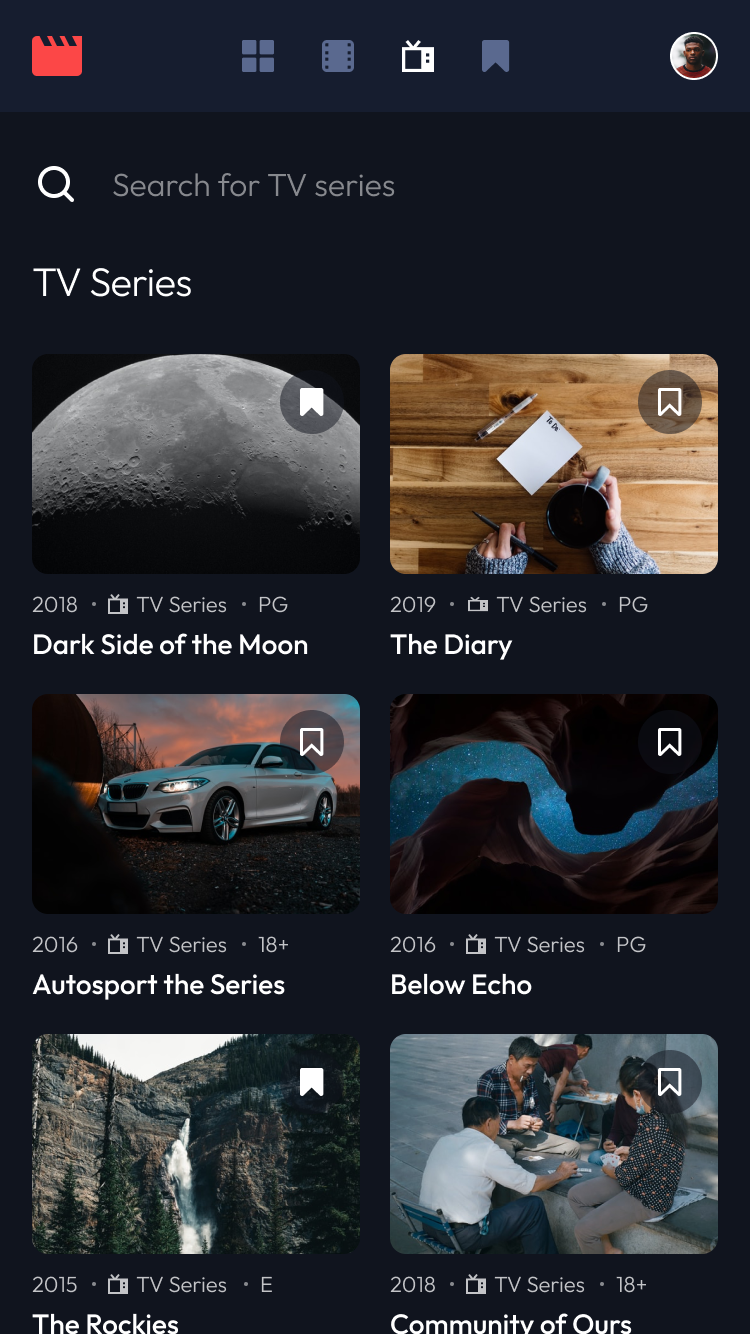 Search for TV series
TV Series
To Do
2018 • TV Series • PG
Dark Side of the Moon
2019 • TV Series • PG
The Diary
2016 • TV Series • 18+
Autosport the Series
2016 • TV Series • PG
Below Echo
2015 • TV Series • E
The Rockies
2018 • TV Series • 18+
Community of Ours